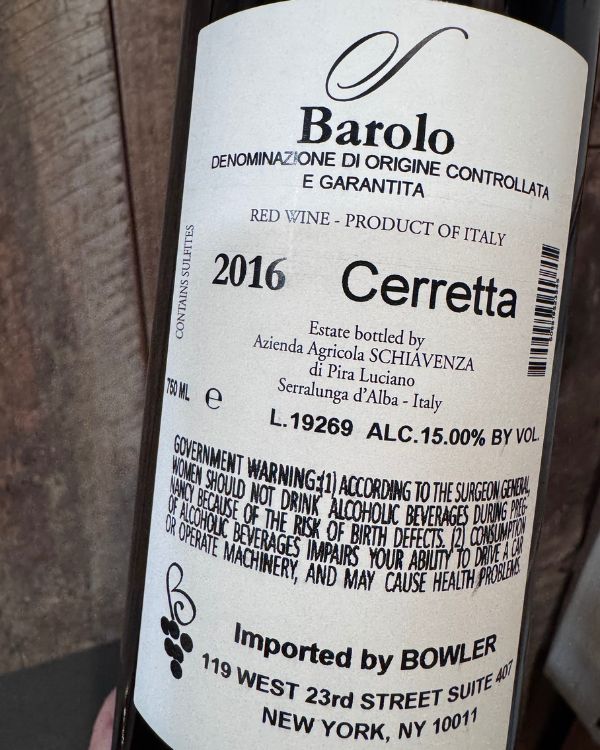 Barolo
DENOMINAZIONE DI ORIGINE CONTROLLATA
E GARANTITA
RED WINE - PRODUCT OF ITALY
CONTAINS SULFITES
2016 Cerretta
Estate bottled by
Azienda Agricola SCHIAVENZA
di Pira Luciano
Serralunga d'Alba - Italy
750 ML e
L.19269 ALC.15.00% BY VOL.
GOVERNMENT WARNING:(1) ACCORDING TO THE SURGEON GENERAL,
WOMEN SHOULD NOT DRINK ALCOHOLIC BEVERAGES DURING PREG-
NANCY BECAUSE OF THE RISK OF BIRTH DEFECTS. (2) CONSUMPTION
OF ALCOHOLIC BEVERAGES IMPAIRS YOUR ABILITY TO DRIVE A CAR
OR OPERATE MACHINERY, AND MAY CAUSE HEALTH PROBLEMS.
Imported by BOWLER
119 WEST 23rd STREET SUITE 407
NEW YORK, NY 10011